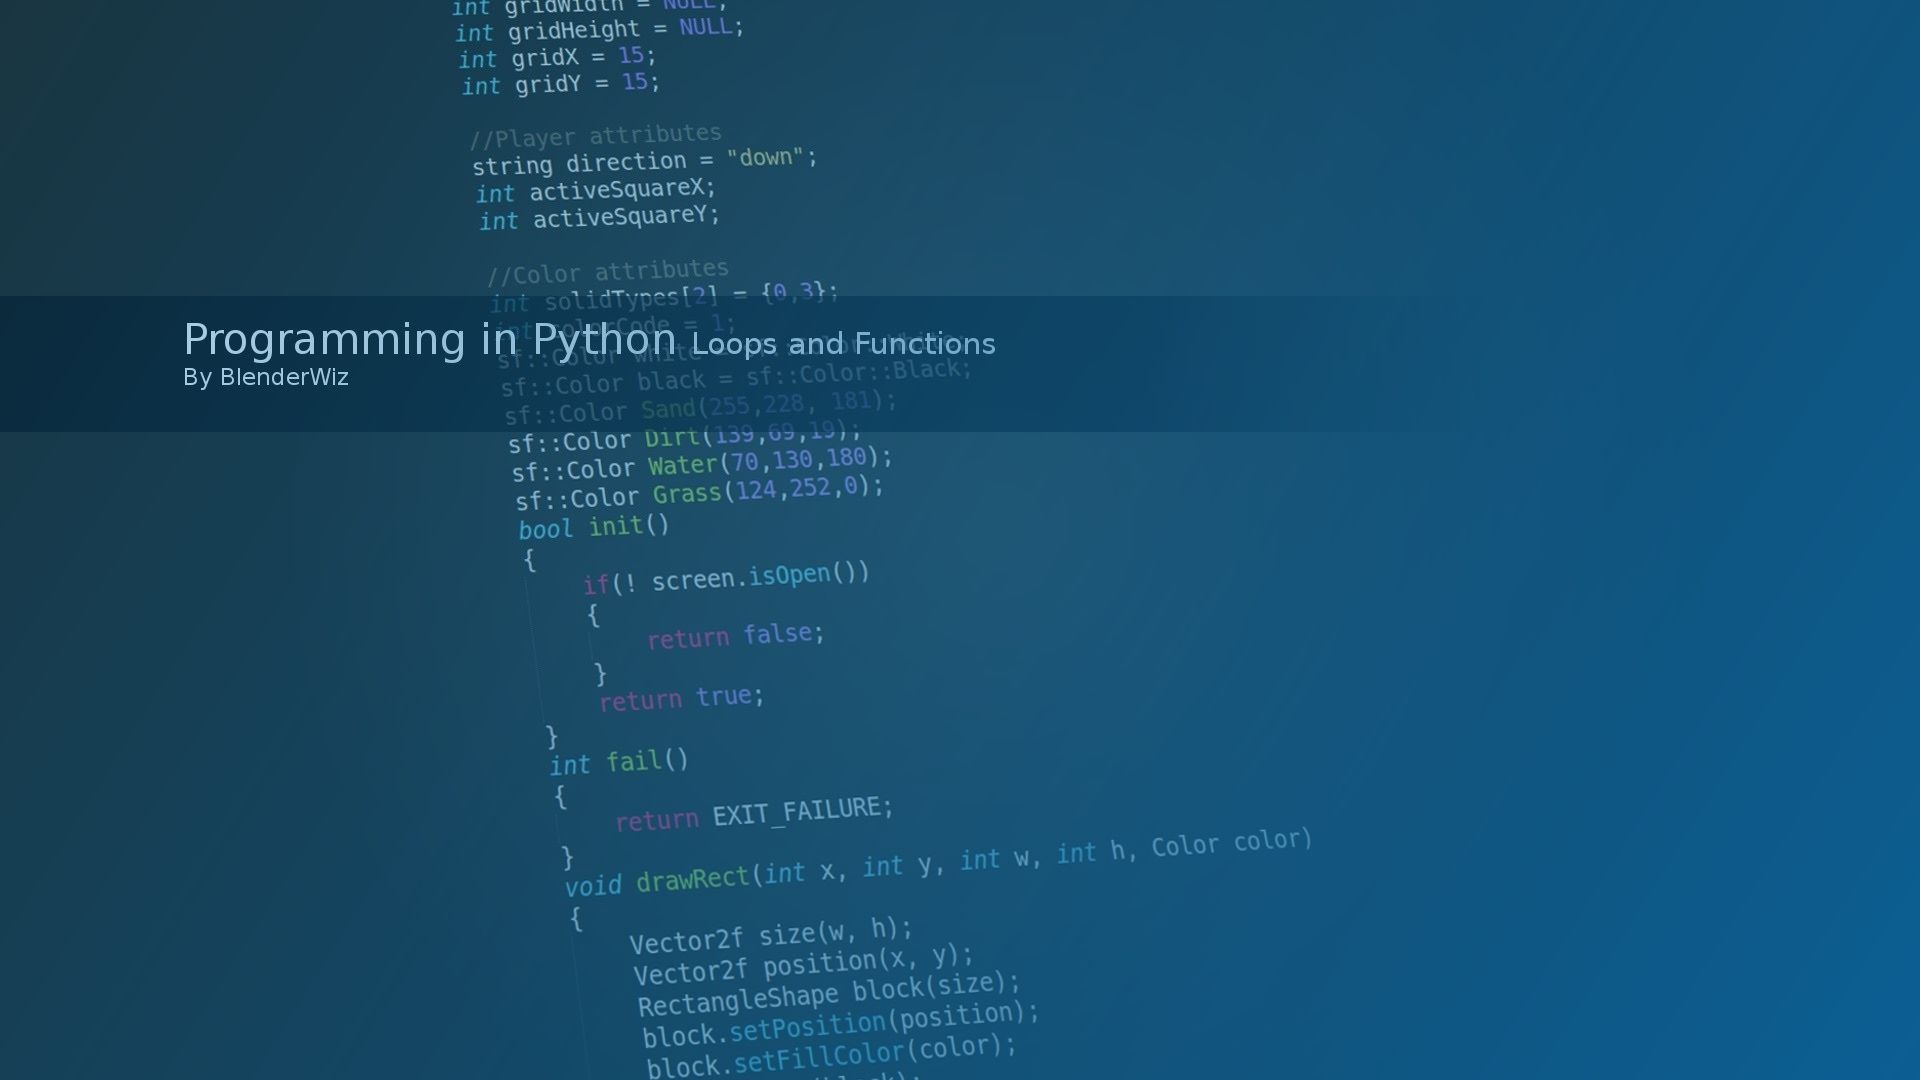 int gridWidth = NULL;
int gridHeight = NULL;
int gridX = 15;
int gridY = 15;
//Player attributes
string direction = "down";
int activeSquareX;
int activeSquareY;
//Color attributes
int solidTypes[2] = {0,3};
int colorCode = 1;
Programming in Python Loops and Functions
sf::Color white = sf::Color::White;
By BlenderWiz
sf::Color black = sf::Color::Black;
sf::Color Sand(255,228, 181);
sf::Color Dirt(139,69,19);
sf::Color Water(70,130,180);
sf::Color Grass(124,252,0);
bool init()
{
if(! screen.isOpen())
{
return false;
}
return true;
}
int fail()
{
return EXIT_FAILURE;
}
void drawRect(int x, int y, int w, int h, Color color)
{
Vector2f size(w, h);
Vector2f position(x, y);
RectangleShape block(size);
block.setPosition(position);
block.setFillColor(color);